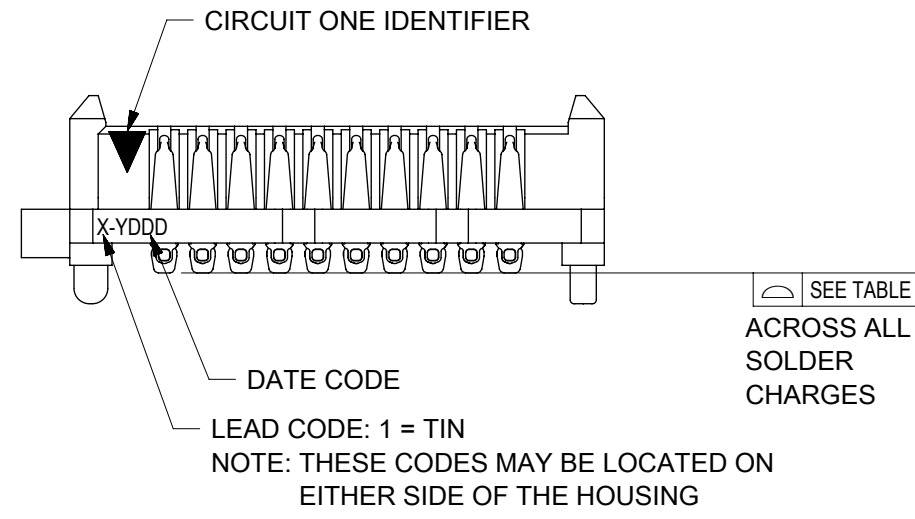 CIRCUIT ONE IDENTIFIER
X-YDDD
SEE TABLE
ACROSS ALL
SOLDER
CHARGES
DATE CODE
LEAD CODE: 1 = TIN
NOTE: THESE CODES MAY BE LOCATED ON
EITHER SIDE OF THE HOUSING